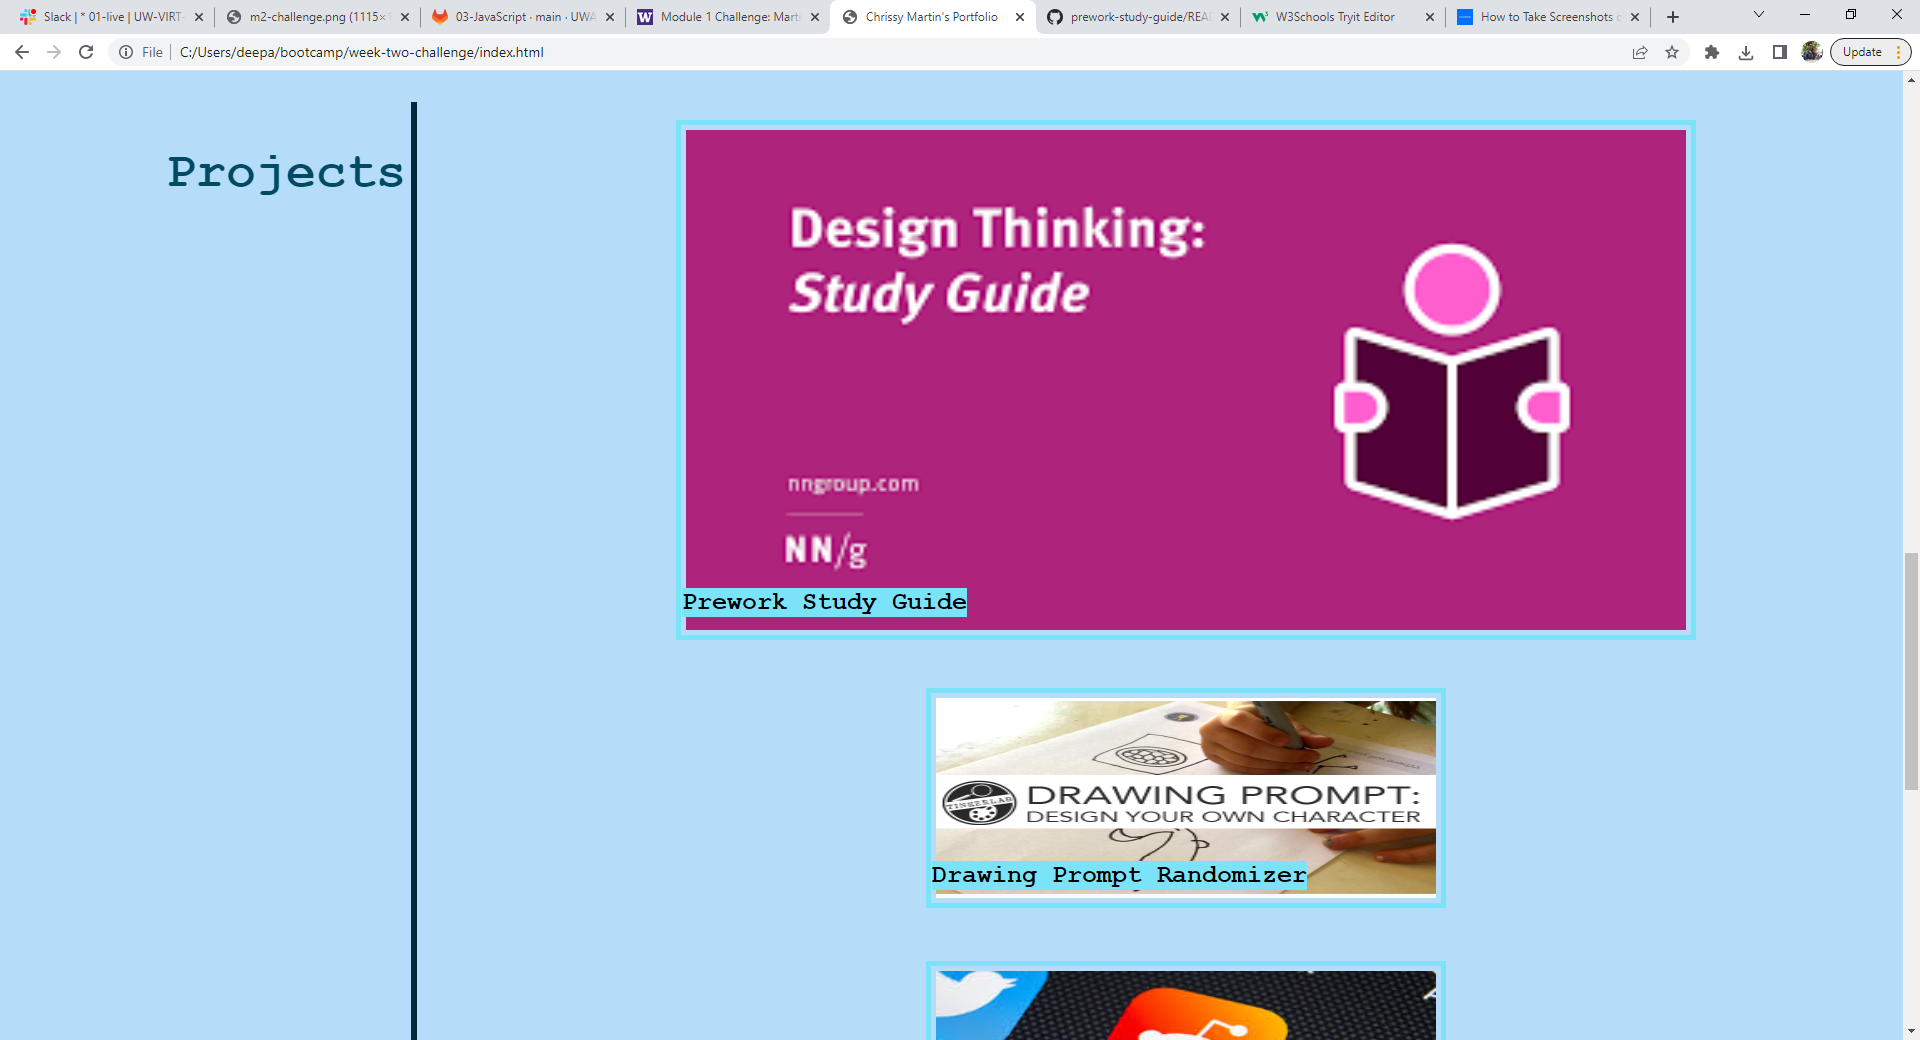 Slack | * 01-live | UW-VIRT-
m2-challenge.png (1115×1
03-JavaScript · main · UWA
Module 1 Challenge: Mart
Chrissy Martin's Portfolio
prework-study-guide/REA
W3Schools Tryit Editor
How to Take Screenshots
File
C:/Users/deepa/bootcamp/week-two-challenge/index.html
Update
Projects
Design Thinking:
Study Guide
nngroup.com
NN/g
Prework Study Guide
TINKERLAB
DRAWING PROMPT:
DESIGN YOUR OWN CHARACTER
Drawing Prompt Randomizer